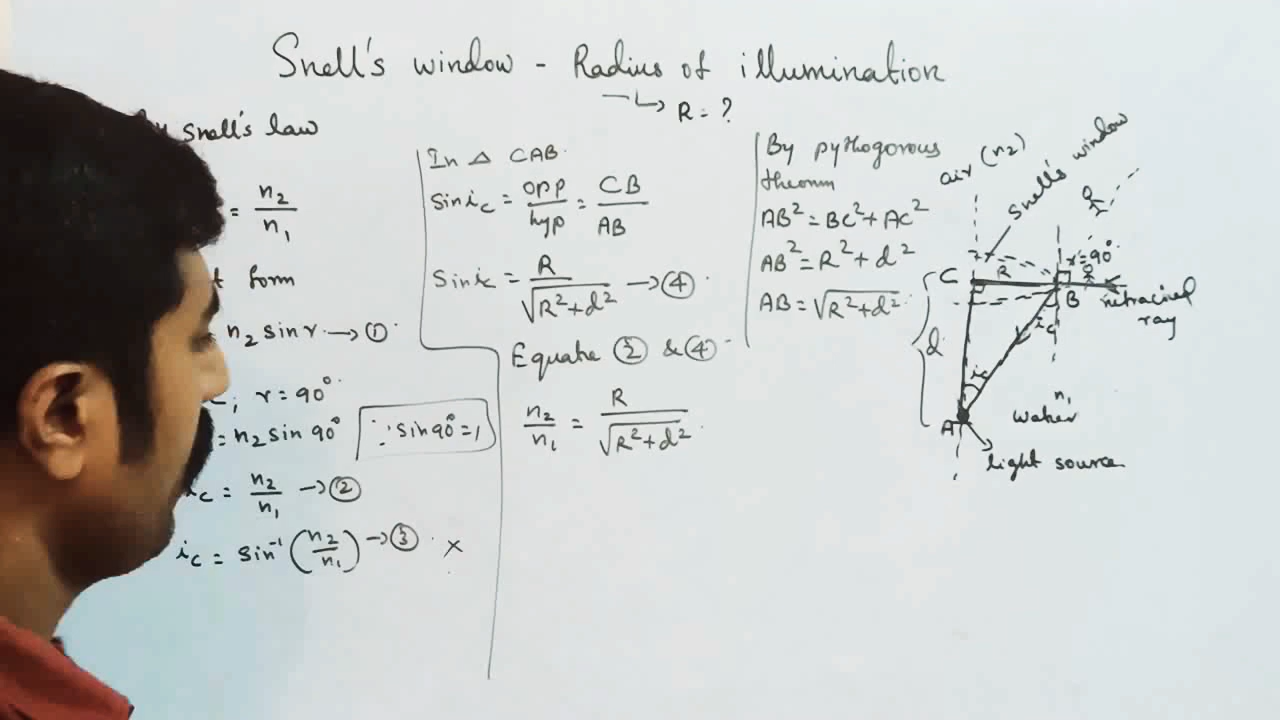 Snell's window - Radius of illumination
R = ?
Snell's law
= n2/n1
form
n2 sin r → ①
; r = 90°
= n2 sin 90°
∵ sin 90° = 1
ic = n2/n1 → ②
ic = sin⁻¹ (n2/n1) → ③ ×
In △ CAB
Sin ic = opp/hyp = CB/AB
Sin ic = R/√R²+d² → ④
Equate ② & ④
n2/n1 = R/√R²+d²
By pythogorous
theorem
AB² = BC² + AC²
AB² = R² + d²
AB = √R²+d²
air (n2)
Snell's window
r = 90°
C
R
B
refracted
ray
ic
d
ic
n1
water
A
light source